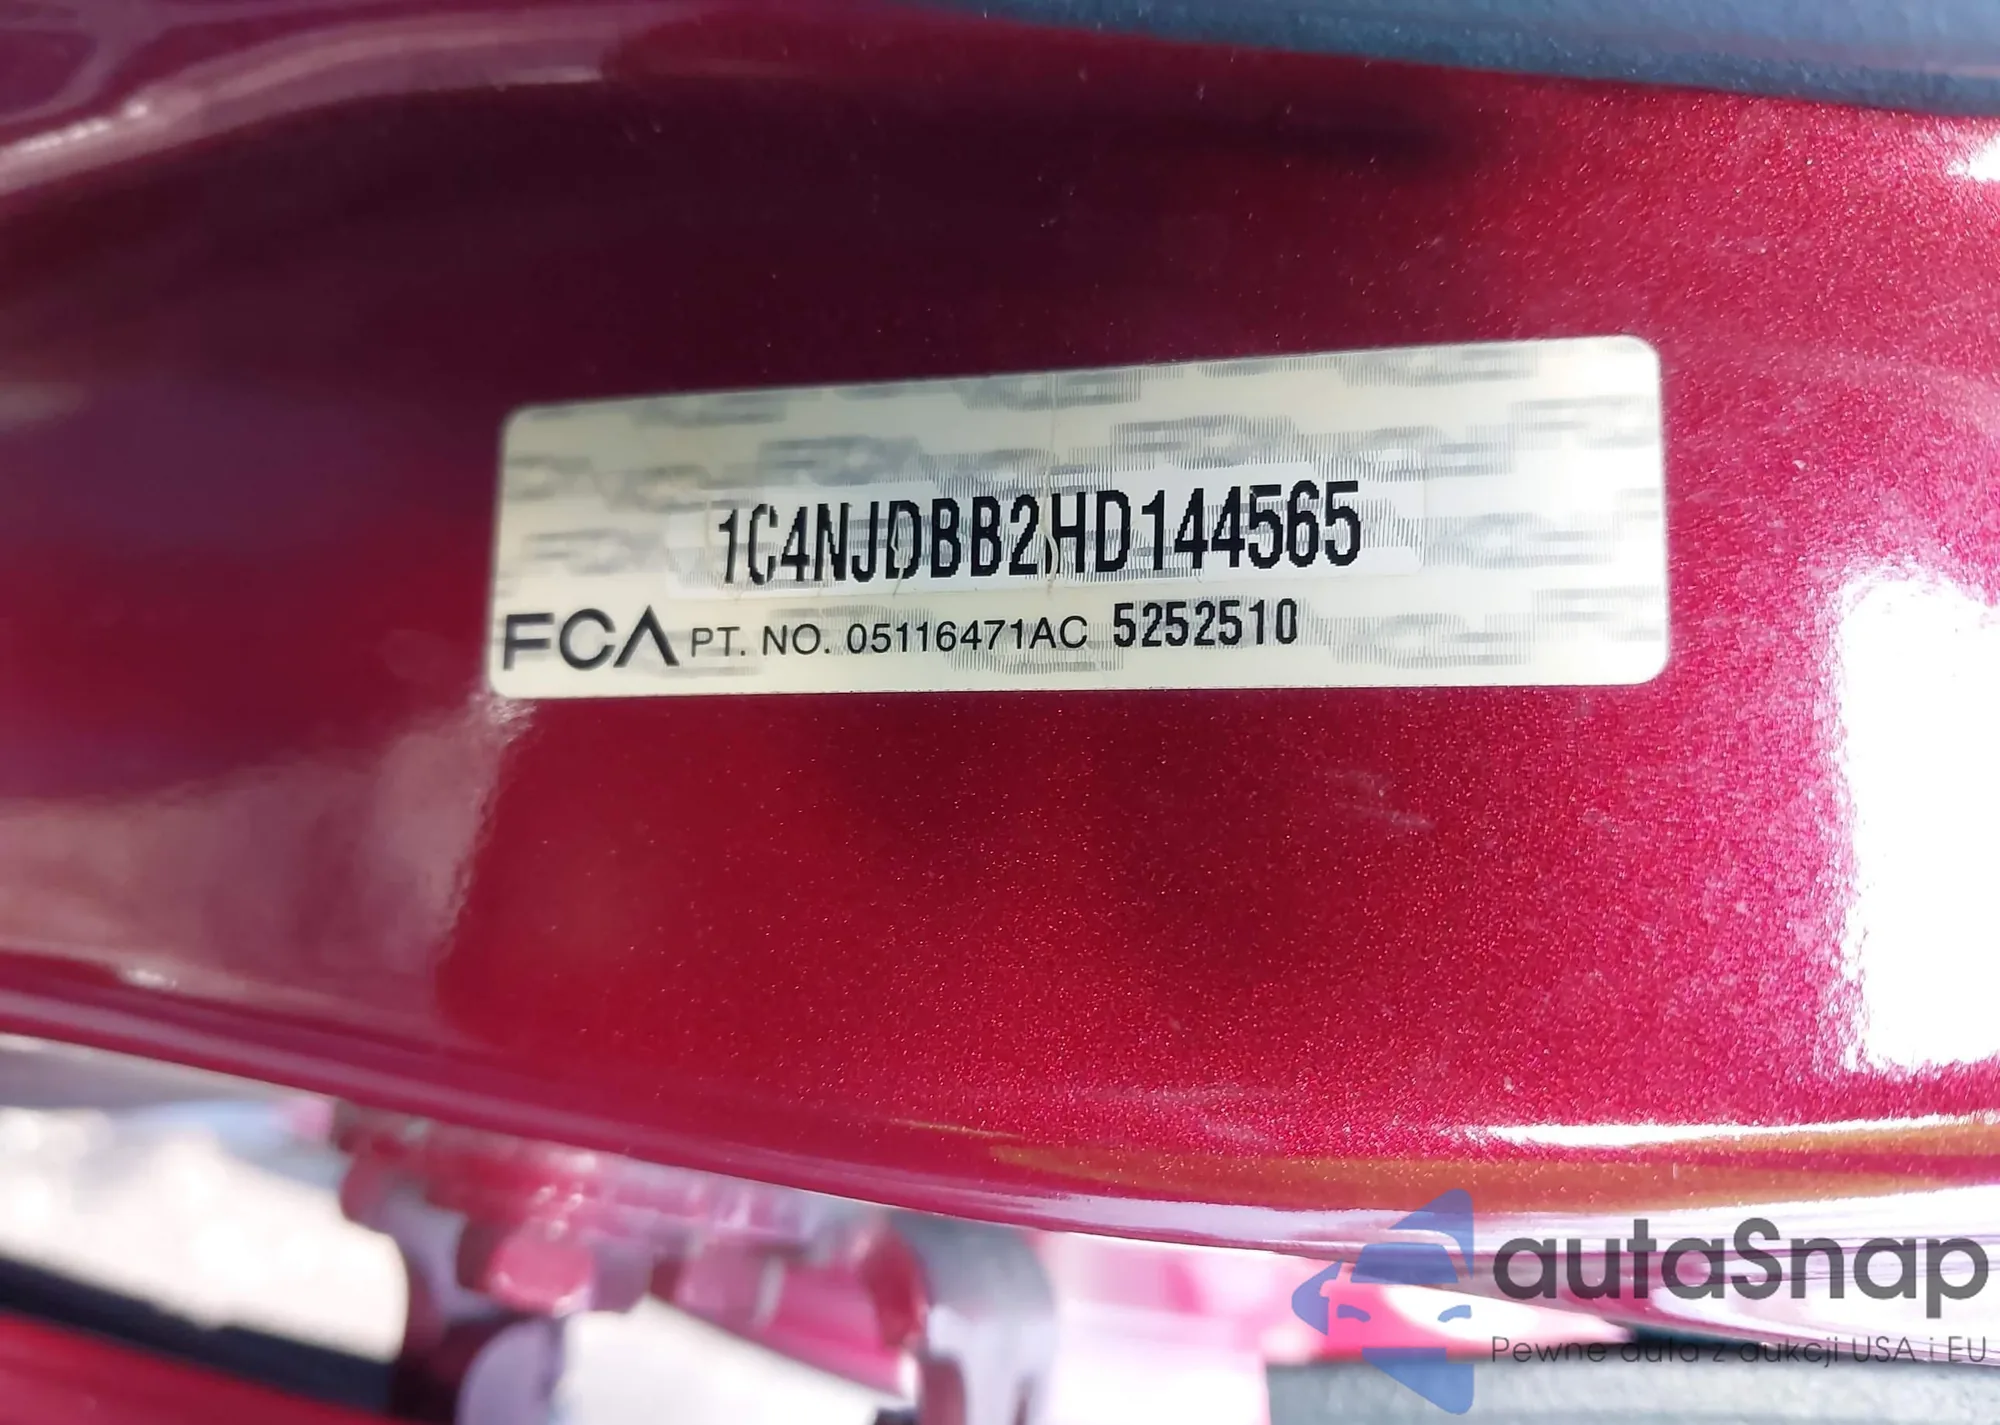 1C4NJDBB2HD144565
FCA PT. NO. 05116471AC 5252510
autaSnap
Pewne auta z aukcji USA i EU